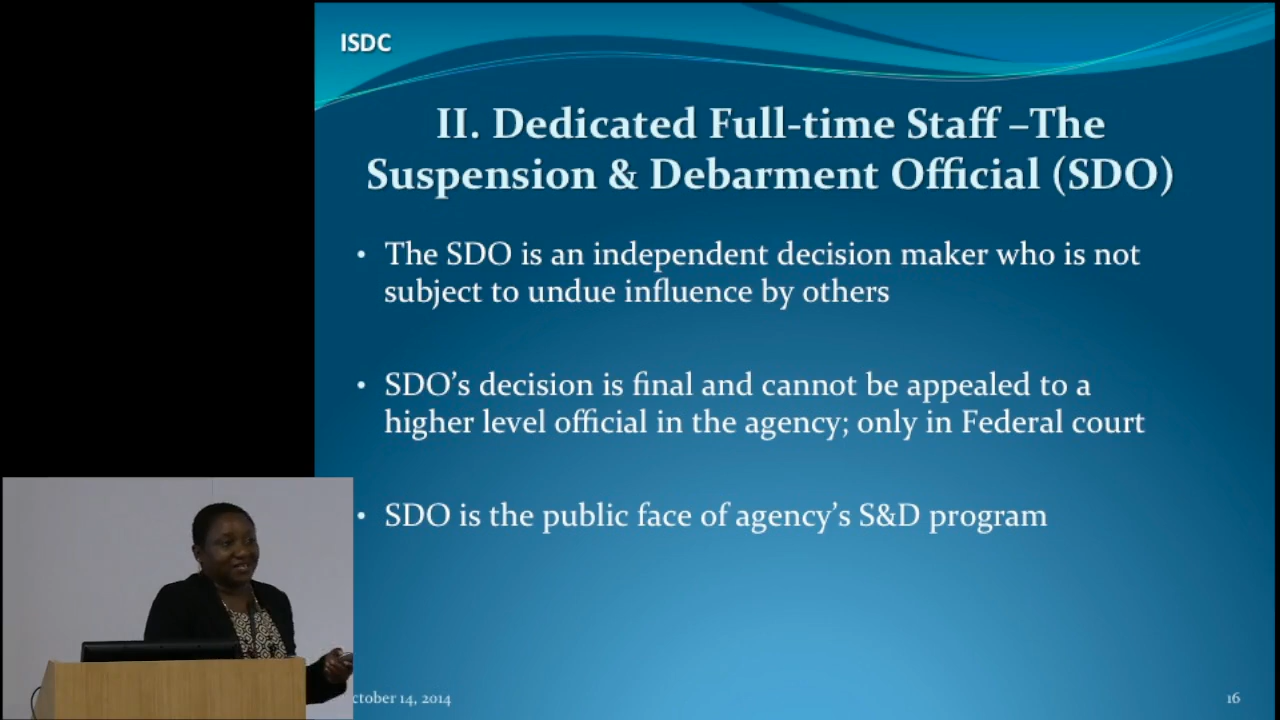 ISDC
II. Dedicated Full-time Staff –The
Suspension & Debarment Official (SDO)
• The SDO is an independent decision maker who is not
subject to undue influence by others
• SDO’s decision is final and cannot be appealed to a
higher level official in the agency; only in Federal court
• SDO is the public face of agency’s S&D program
ctober 14, 2014
16